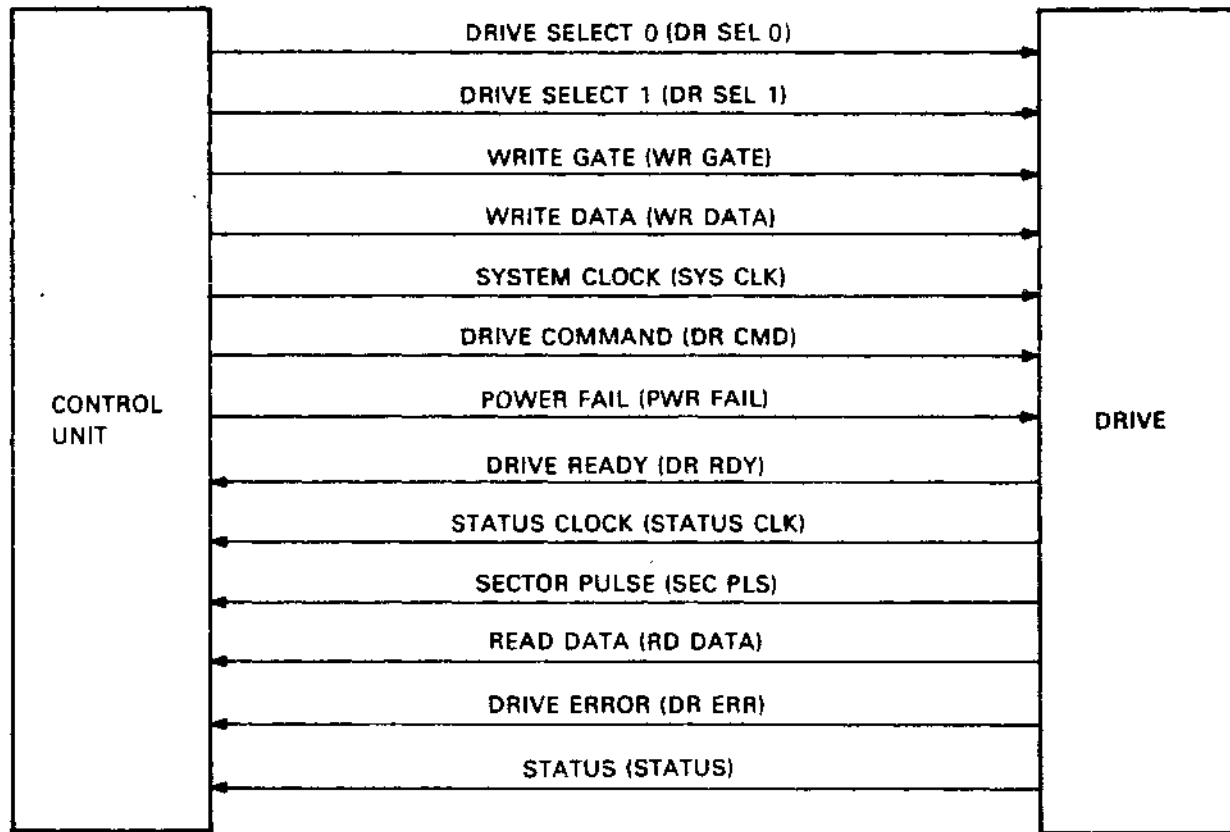 DRIVE SELECT 0 (DR SEL 0)
DRIVE SELECT 1 (DR SEL 1)
WRITE GATE (WR GATE)
WRITE DATA (WR DATA)
SYSTEM CLOCK (SYS CLK)
DRIVE COMMAND (DR CMD)
POWER FAIL (PWR FAIL)
CONTROL
UNIT
DRIVE
DRIVE READY (DR RDY)
STATUS CLOCK (STATUS CLK)
SECTOR PULSE (SEC PLS)
READ DATA (RD DATA)
DRIVE ERROR (DR ERR)
STATUS (STATUS)